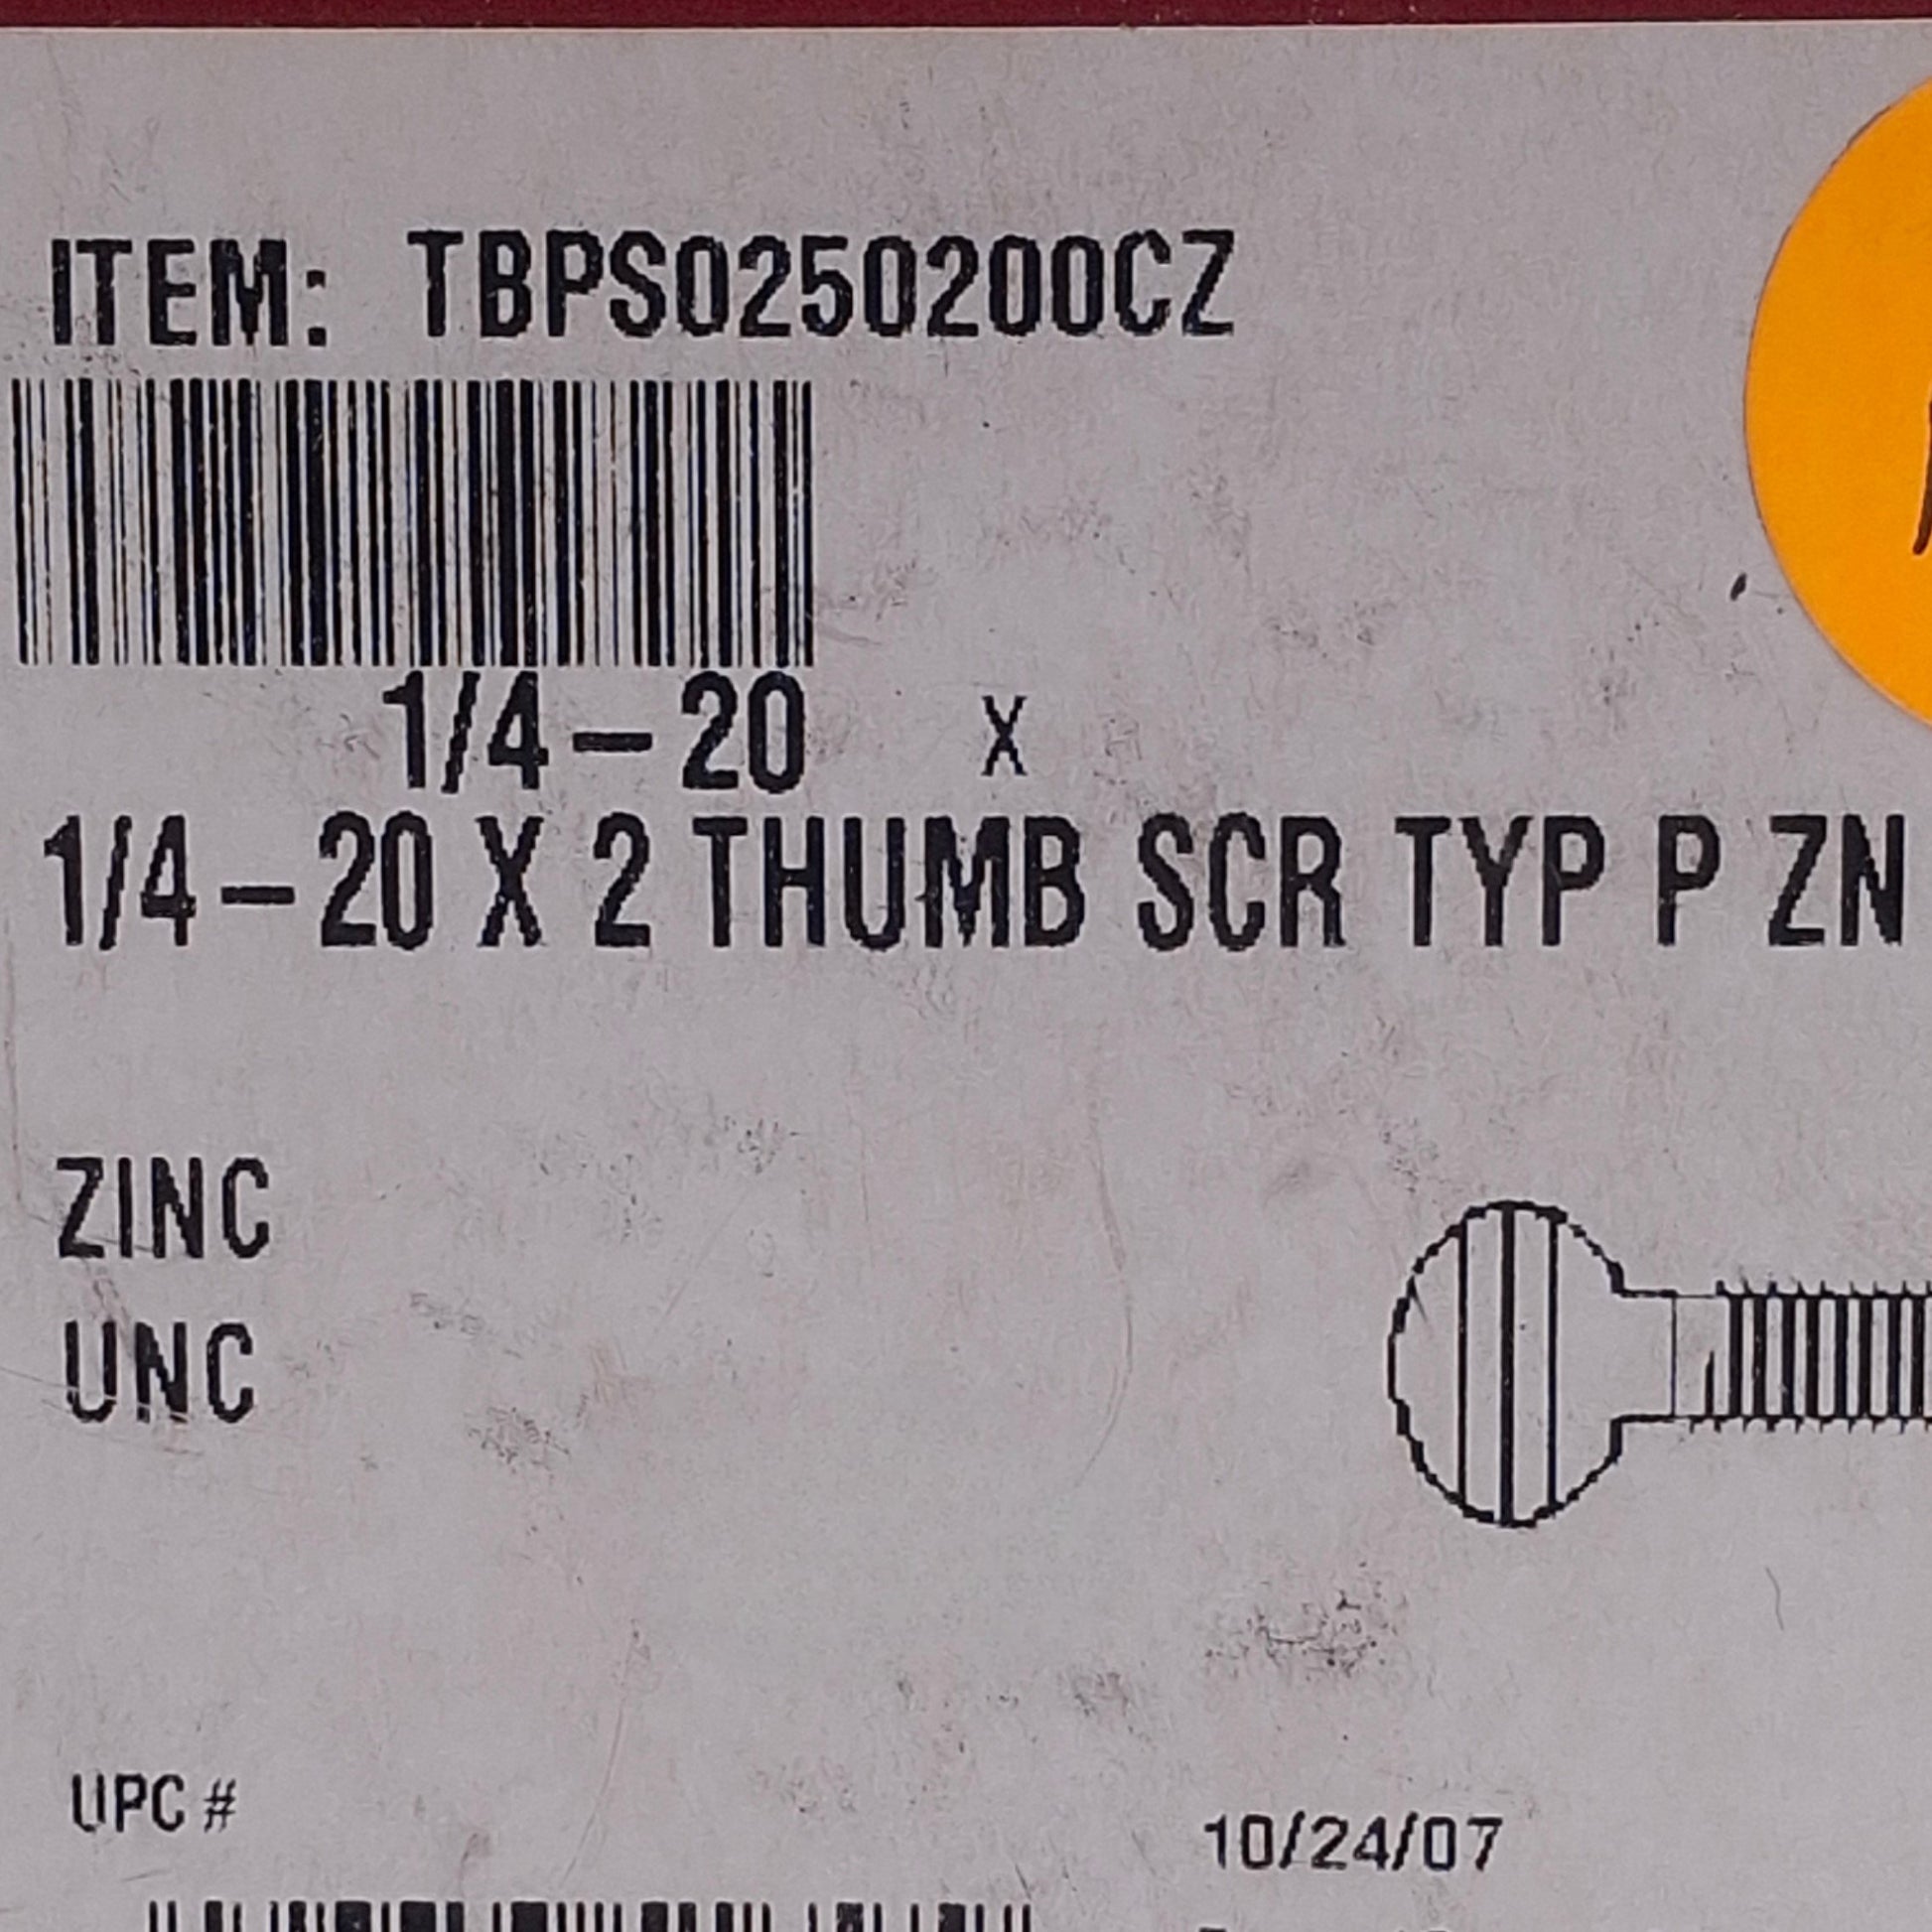 ITEM: TBPS0250200CZ
1/4-20 X
1/4-20 X 2 THUMB SCR TYP P ZN
ZINC
UNC
UPC #
10/24/07